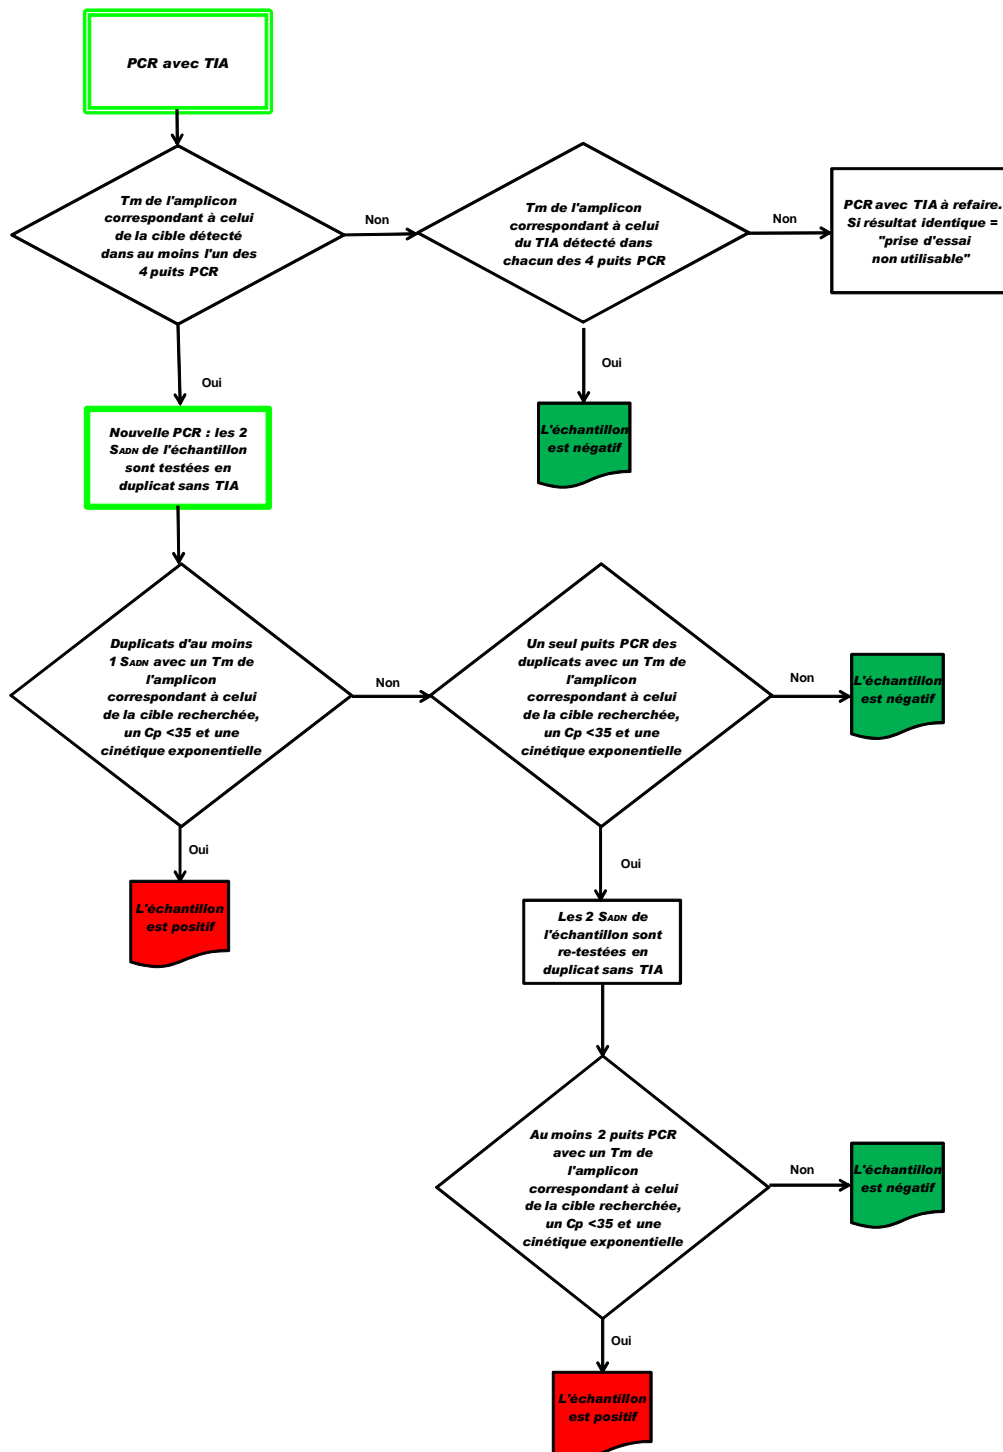 PCR avec TIA
Tm de l'amplicon
correspondant à celui
de la cible détecté
dans au moins l'un des
4 puits PCR
Non
Tm de l'amplicon
correspondant à celui
du TIA détecté dans
chacun des 4 puits PCR
Non
PCR avec TIA à refaire.
Si résultat identique =
"prise d'essai
non utilisable"
Oui
Oui
Nouvelle PCR : les 2
SADN de l'échantillon
sont testées en
duplicat sans TIA
L'échantillon
est négatif
Duplicats d'au moins
1 SADN avec un Tm de
l'amplicon
correspondant à celui
de la cible recherchée,
un Cp <35 et une
cinétique exponentielle
Non
Un seul puits PCR des
duplicats avec un Tm de
l'amplicon
correspondant à celui
de la cible recherchée,
un Cp <35 et une
cinétique exponentielle
Non
L'échantillon
est négatif
Oui
Oui
L'échantillon
est positif
Les 2 SADN de
l'échantillon sont
re-testées en
duplicat sans TIA
Au moins 2 puits PCR
avec un Tm de
l'amplicon
correspondant à celui
de la cible recherchée,
un Cp <35 et une
cinétique exponentielle
Non
L'échantillon
est négatif
Oui
L'échantillon
est positif